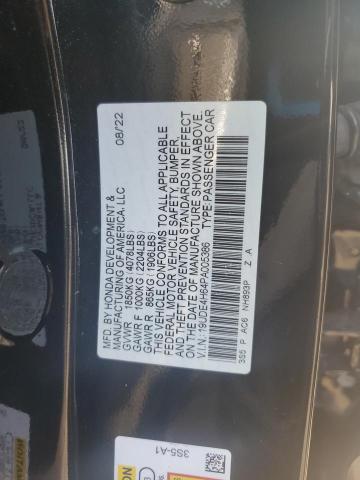 MFD. BY HONDA DEVELOPMENT & 08/22
MANUFACTURING OF AMERICA, LLC
GVWR 1850KG(4078LBS)
GAWR F 1000KG(2204LBS)
GAWR R 865KG(1906LBS)
THIS VEHICLE CONFORMS TO ALL APPLICABLE
FEDERAL MOTOR VEHICLE SAFETY, BUMPER,
AND THEFT PREVENTION STANDARDS IN EFFECT
ON THE DATE OF MANUFACTURE SHOWN ABOVE.
V.I.N.:19UDE4H64PA005386 TYPE:PASSENGER CAR
3S5 P AC6 NH893P Z A
3S5-A1